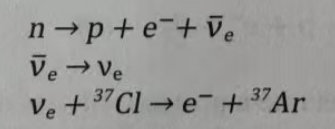 n → p + e⁻ + ν̅ₑ
ν̅ₑ → νₑ
νₑ + ³⁷Cl → e⁻ + ³⁷Ar